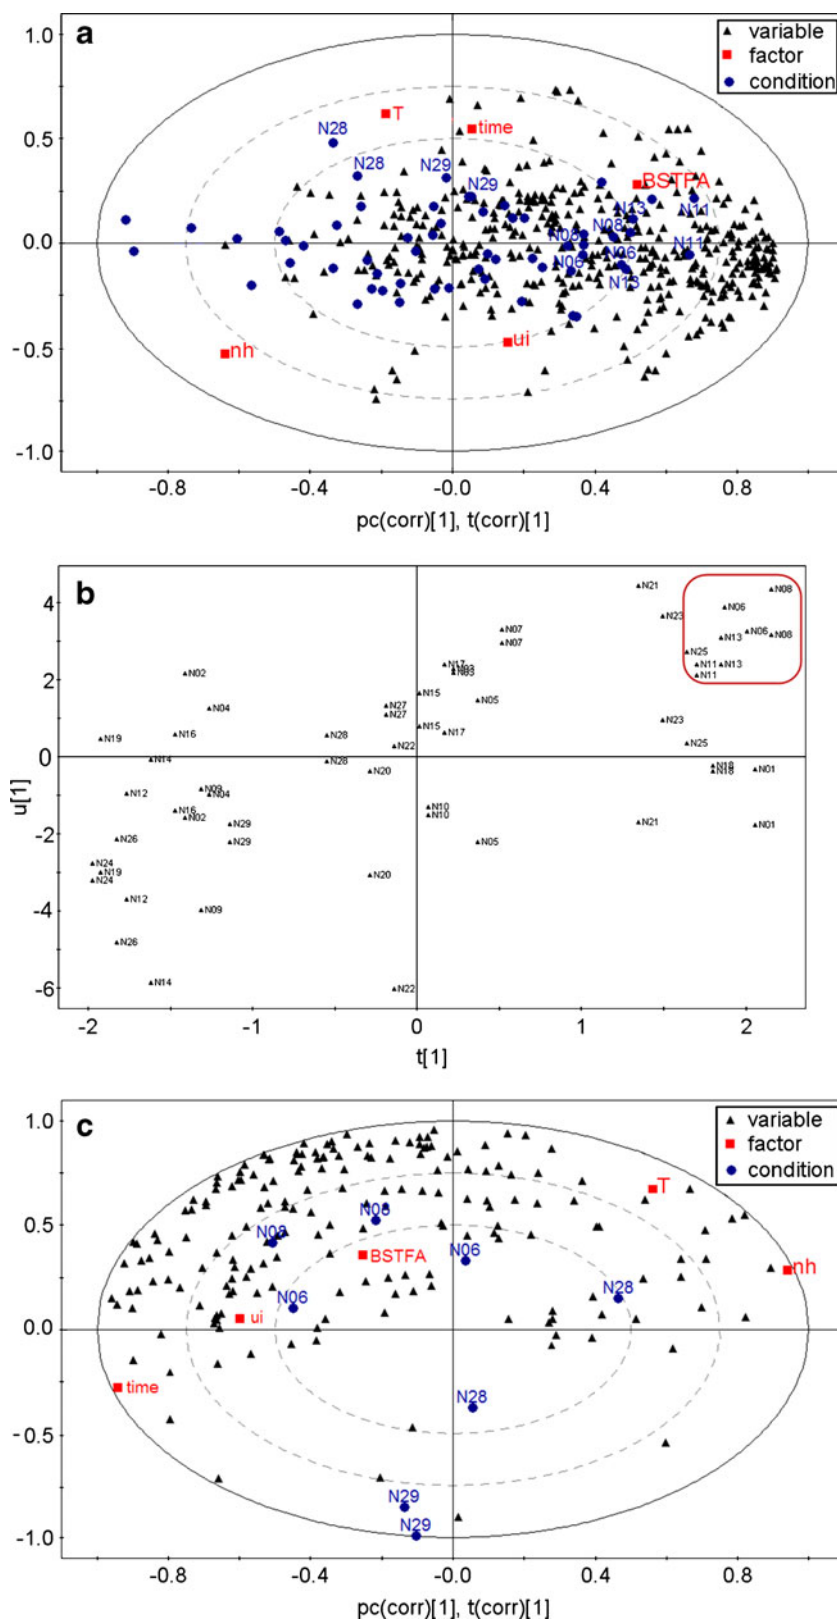 a
variable
factor
condition
1.0
0.5
0.0
-0.5
-1.0
T
time
BSTFA
nh
ui
N28
N28
N29
N29
N13
N08
N08
N06
N06
N13
N11
N11
-0.8
-0.4
-0.0
0.4
0.8
pc(corr)[1], t(corr)[1]
b
4
2
0
-2
-4
-6
u[1]
N21
N08
N06
N23
N07
N06
N08
N13
N07
N25
N17
N11
N13
N03
N02
N11
N15
N05
N27
N04
N27
N23
N15
N16
N17
N28
N19
N22
N25
N14
N28
N18
N20
N18
N01
N09
N12
N04
N10
N16
N10
N02
N29
N21
N01
N26
N29
N05
N24
N19
N20
N24
N12
N09
N26
N14
N22
-2
-1
0
1
2
t[1]
c
variable
factor
condition
1.0
0.5
0.0
-0.5
-1.0
T
N08
BSTFA
N06
nh
N28
N06
ui
time
N28
N29
N29
-0.8
-0.4
-0.0
0.4
0.8
pc(corr)[1], t(corr)[1]